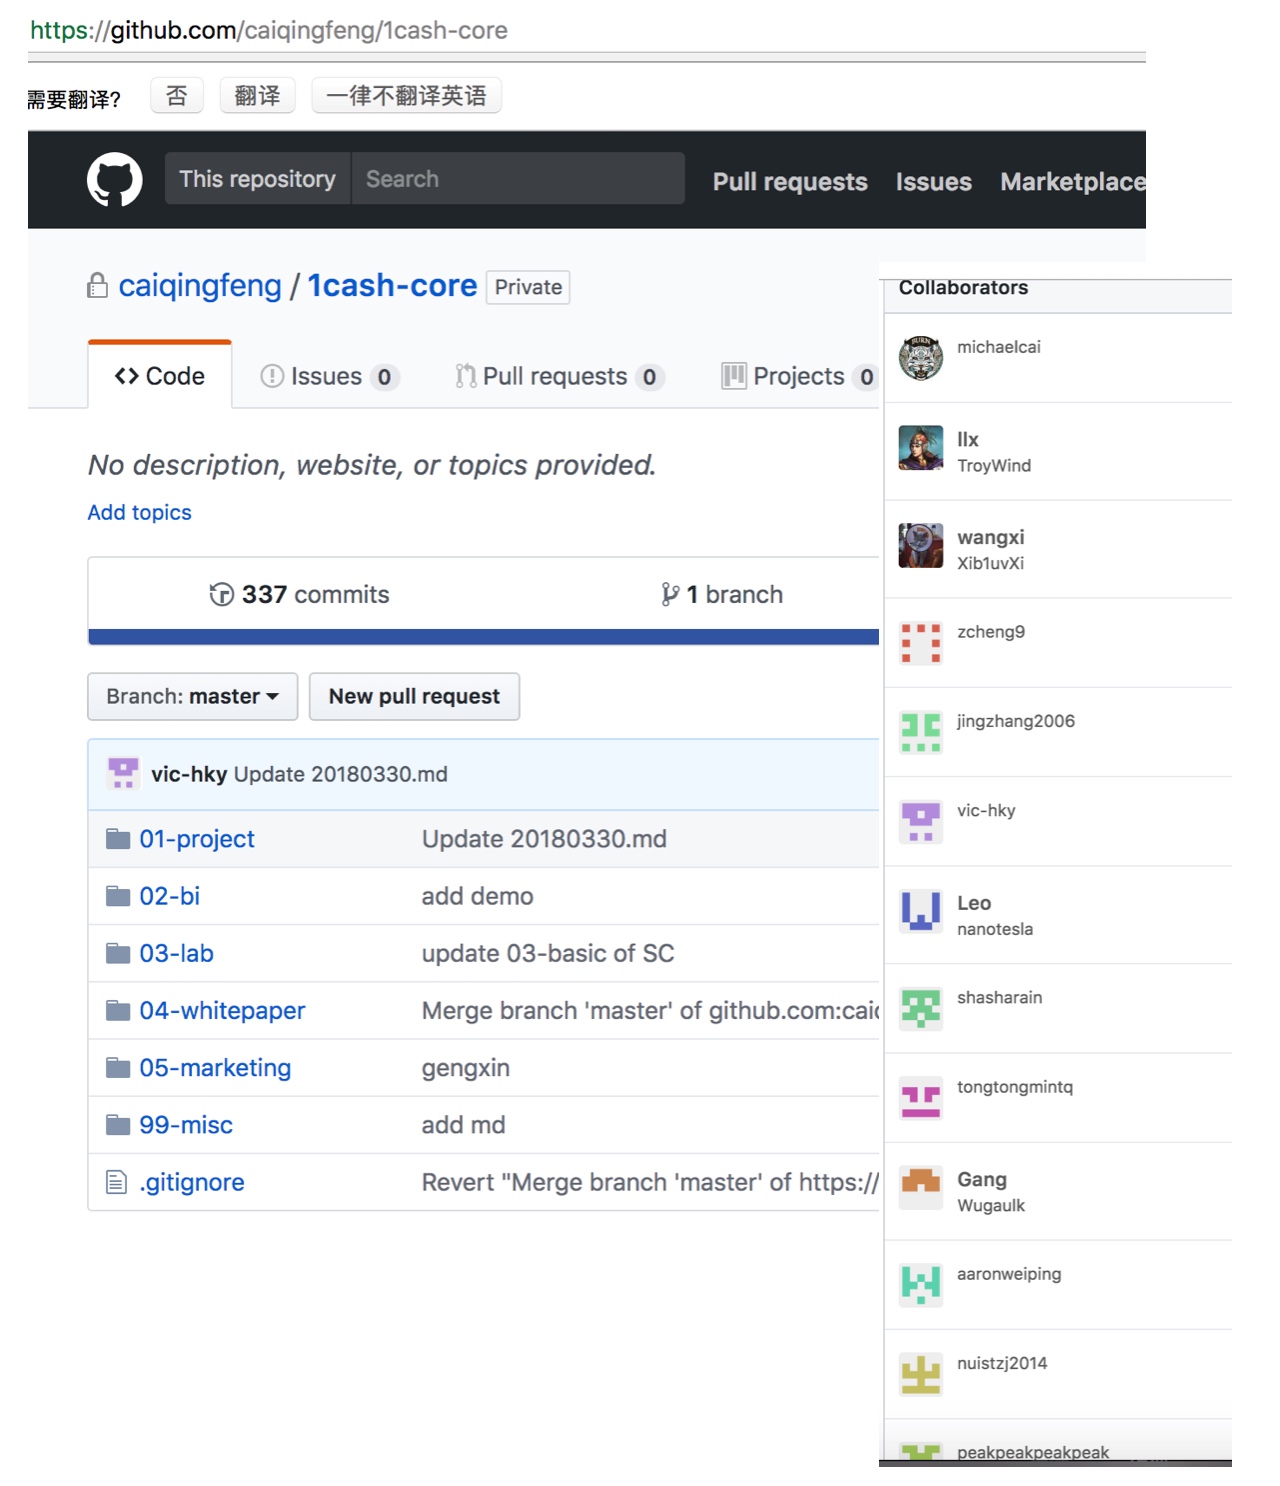 https://github.com/caiqingfeng/1cash-core
需要翻译? 否 翻译 一律不翻译英语
This repository Search Pull requests Issues Marketplace
caiqingfeng / 1cash-core Private
Code Issues 0 Pull requests 0 Projects 0
No description, website, or topics provided.
Add topics
337 commits 1 branch
Branch: master New pull request
vic-hky Update 20180330.md
01-project Update 20180330.md
02-bi add demo
03-lab update 03-basic of SC
04-whitepaper Merge branch 'master' of github.com:caic
05-marketing gengxin
99-misc add md
.gitignore Revert "Merge branch 'master' of https://
Collaborators
michaelcai
llx
TroyWind
wangxi
Xib1uvXi
zcheng9
jingzhang2006
vic-hky
Leo
nanotesla
shasharain
tongtongmintq
Gang
Wugaulk
aaronweiping
nuistzj2014
peakpeakpeakpeak